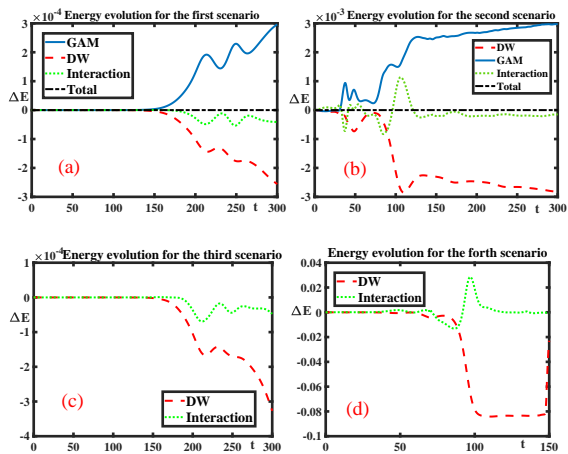 ×10⁻⁴ Energy evolution for the first scenario
3
2
1
0
-1
-2
-3
ΔE
GAM
DW
Interaction
Total
(a)
0 50 100 150 200 250 300
t
×10⁻³ Energy evolution for the second scenario
3
2
1
0
-1
-2
-3
ΔE
DW
GAM
Interaction
Total
(b)
0 50 100 150 200 250 300
t
×10⁻⁴ Energy evolution for the third scenario
1
0
-1
-2
-3
-4
ΔE
DW
Interaction
(c)
0 50 100 150 200 250 300
t
Energy evolution for the forth scenario
0.04
0.02
0
-0.02
-0.04
-0.06
-0.08
-0.1
ΔE
DW
Interaction
(d)
0 50 100 150
t